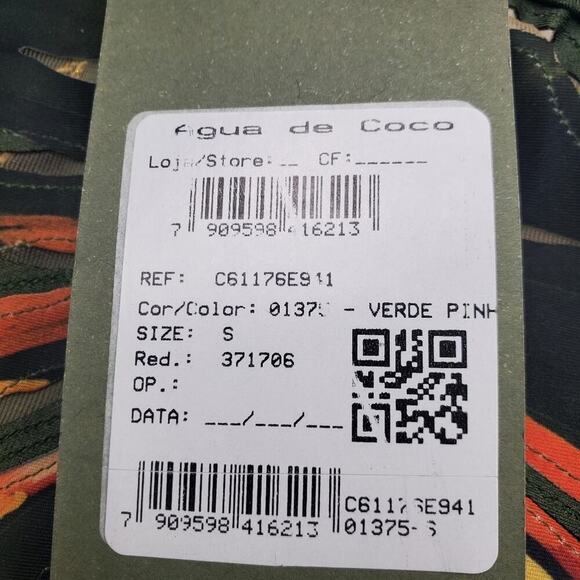 Agua de Coco
Loja/Store: __ CF:______
7 909598 416213
REF: C61176E941
Cor/Color: 01375 - VERDE PINH
SIZE: S
Red.: 371706
OP.:
DATA: ___/___/___
7 909598 416213
C61176E941
01375-S